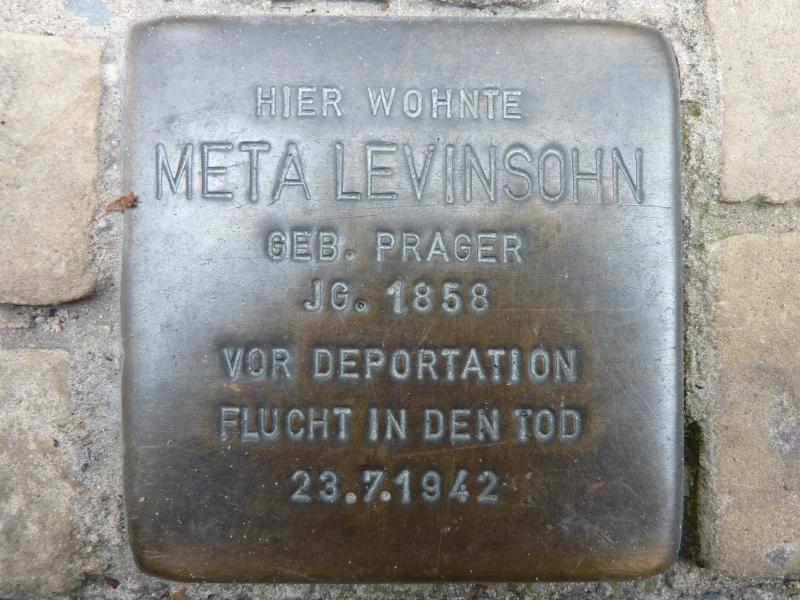 HIER WOHNTE
META LEVINSOHN
GEB. PRAGER
JG. 1858
VOR DEPORTATION
FLUCHT IN DEN TOD
23.7.1942